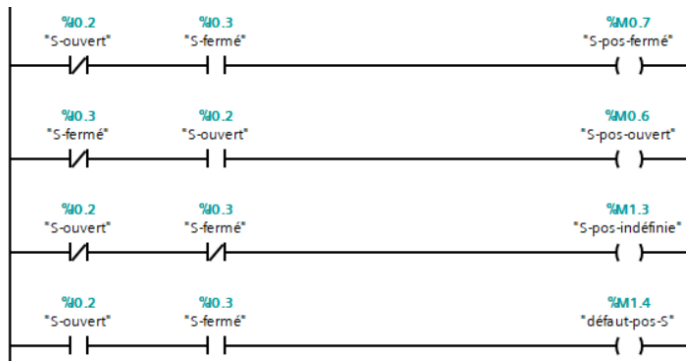 %I0.2 %I0.3 %M0.7
"S-ouvert" "S-fermé" "S-pos-fermé"
%I0.3 %I0.2 %M0.6
"S-fermé" "S-ouvert" "S-pos-ouvert"
%I0.2 %I0.3 %M1.3
"S-ouvert" "S-fermé" "S-pos-indéfinie"
%I0.2 %I0.3 %M1.4
"S-ouvert" "S-fermé" "défaut-pos-S"